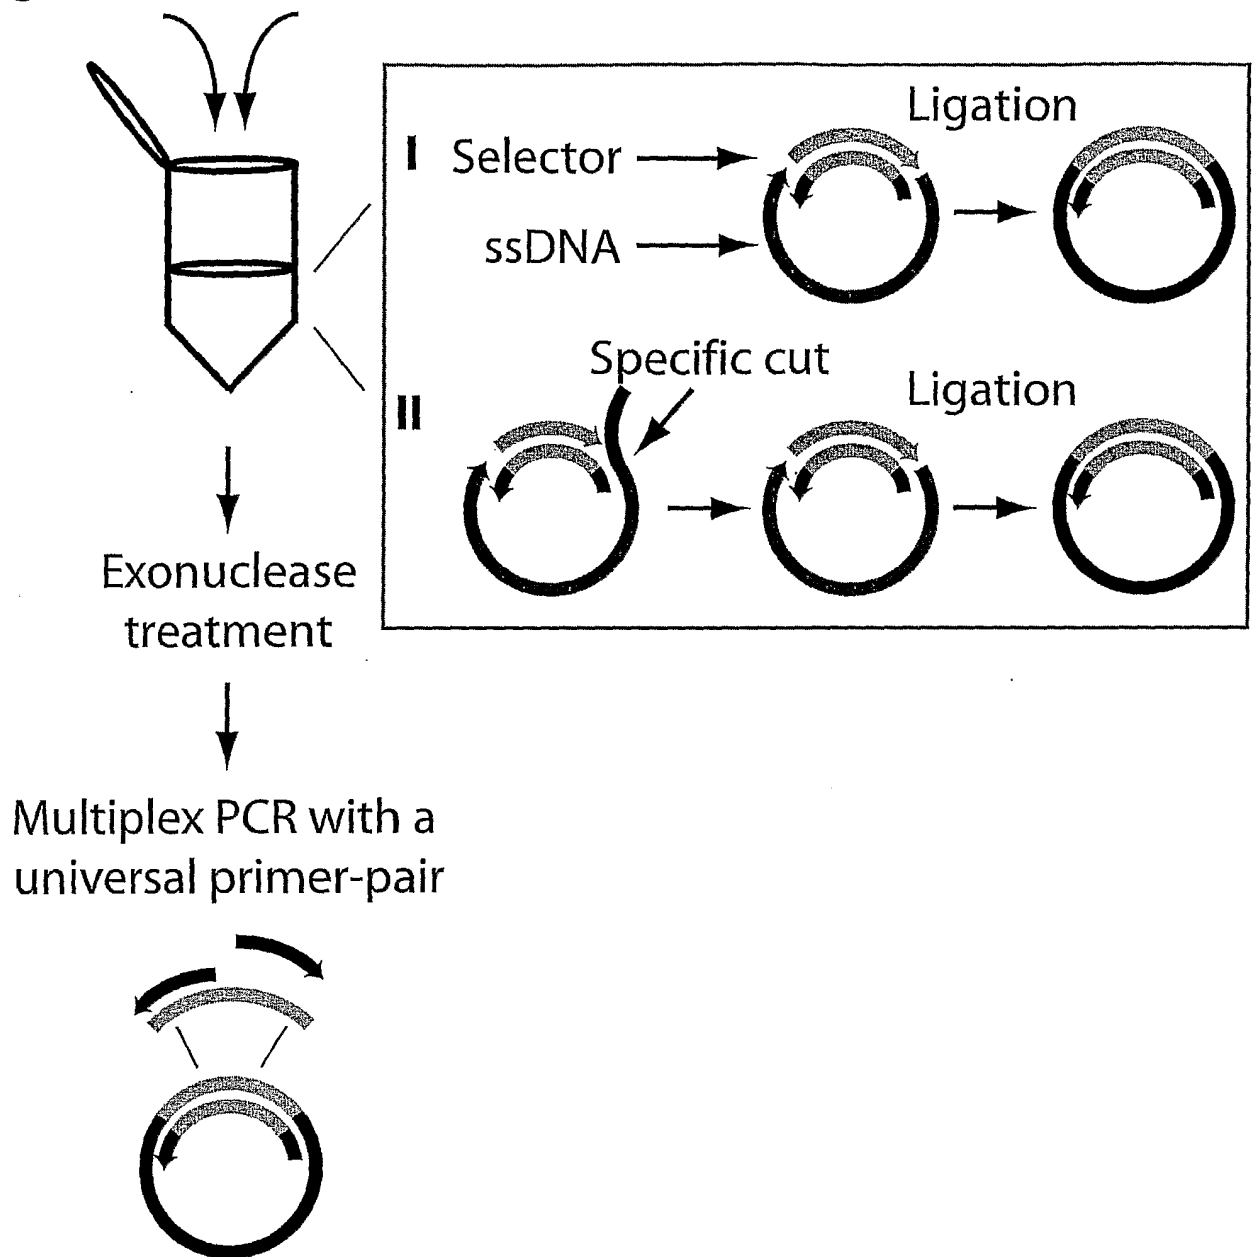 I Selector
Ligation
ssDNA
Specific cut
II
Ligation
Exonuclease
treatment
Multiplex PCR with a
universal primer-pair